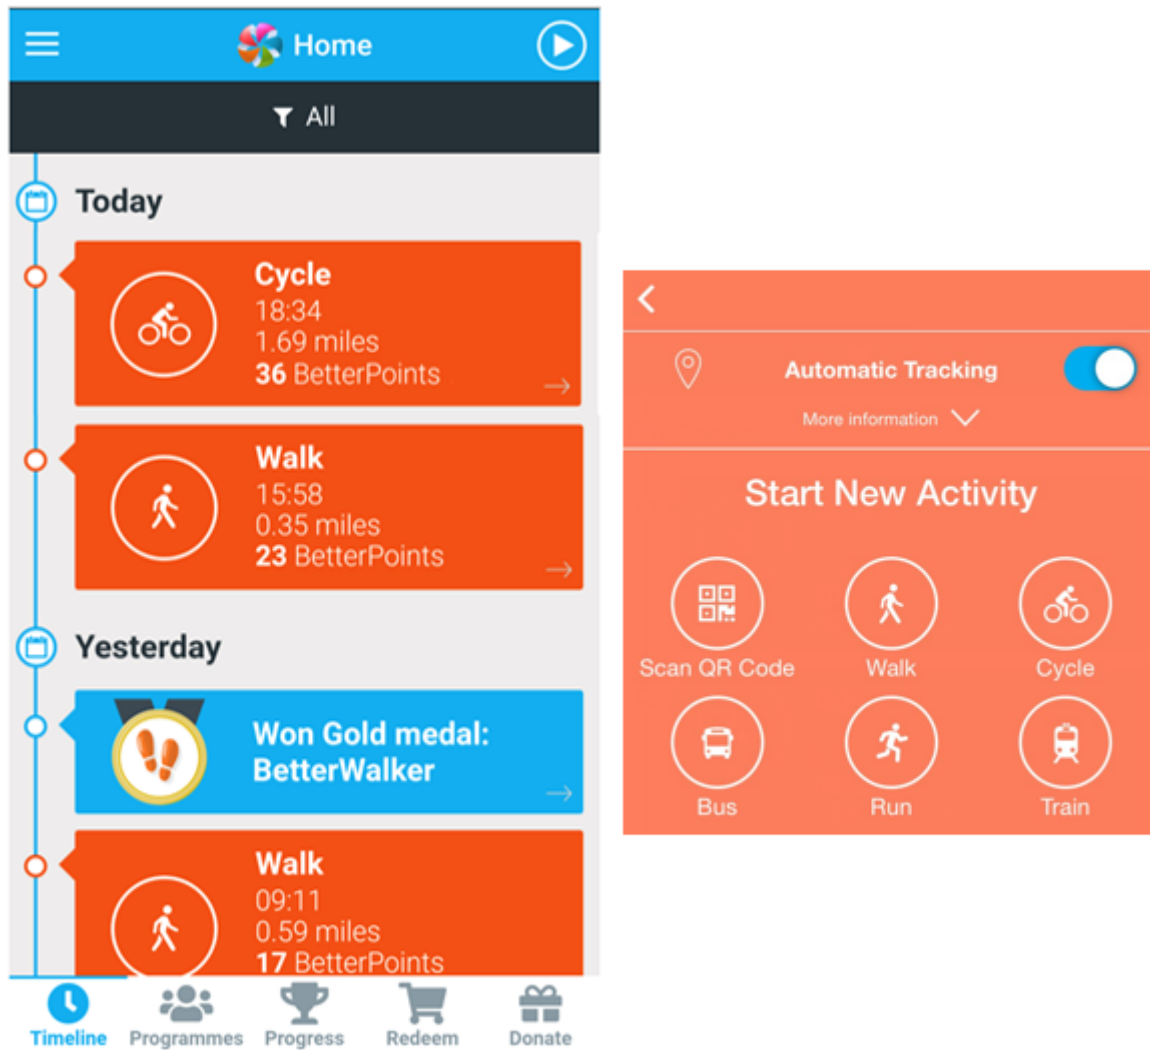 Home
All
Today
Cycle
18:34
1.69 miles
36 BetterPoints
Walk
15:58
0.35 miles
23 BetterPoints
Yesterday
Won Gold medal:
BetterWalker
Walk
09:11
0.59 miles
17 BetterPoints
Timeline Programmes Progress Redeem Donate
Automatic Tracking
More information
Start New Activity
Scan QR Code Walk Cycle
Bus Run Train